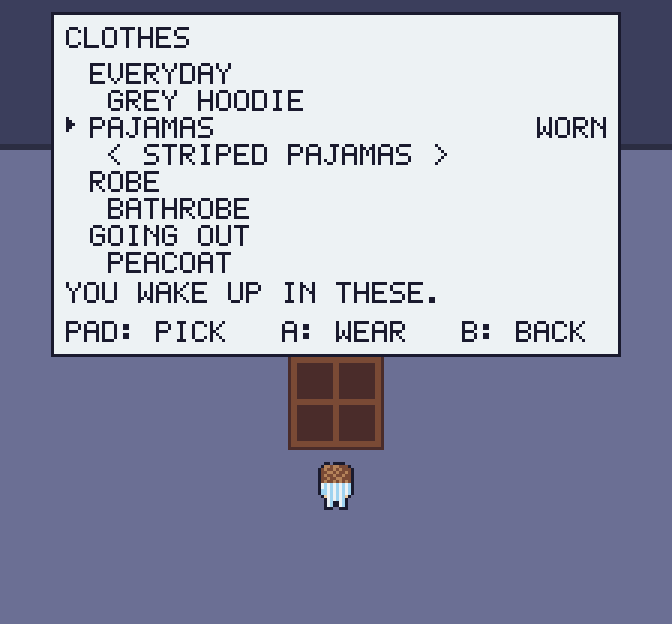 CLOTHES
EVERYDAY
GREY HOODIE
PAJAMAS WORN
< STRIPED PAJAMAS >
ROBE
BATHROBE
GOING OUT
PEACOAT
YOU WAKE UP IN THESE.
PAD: PICK A: WEAR B: BACK